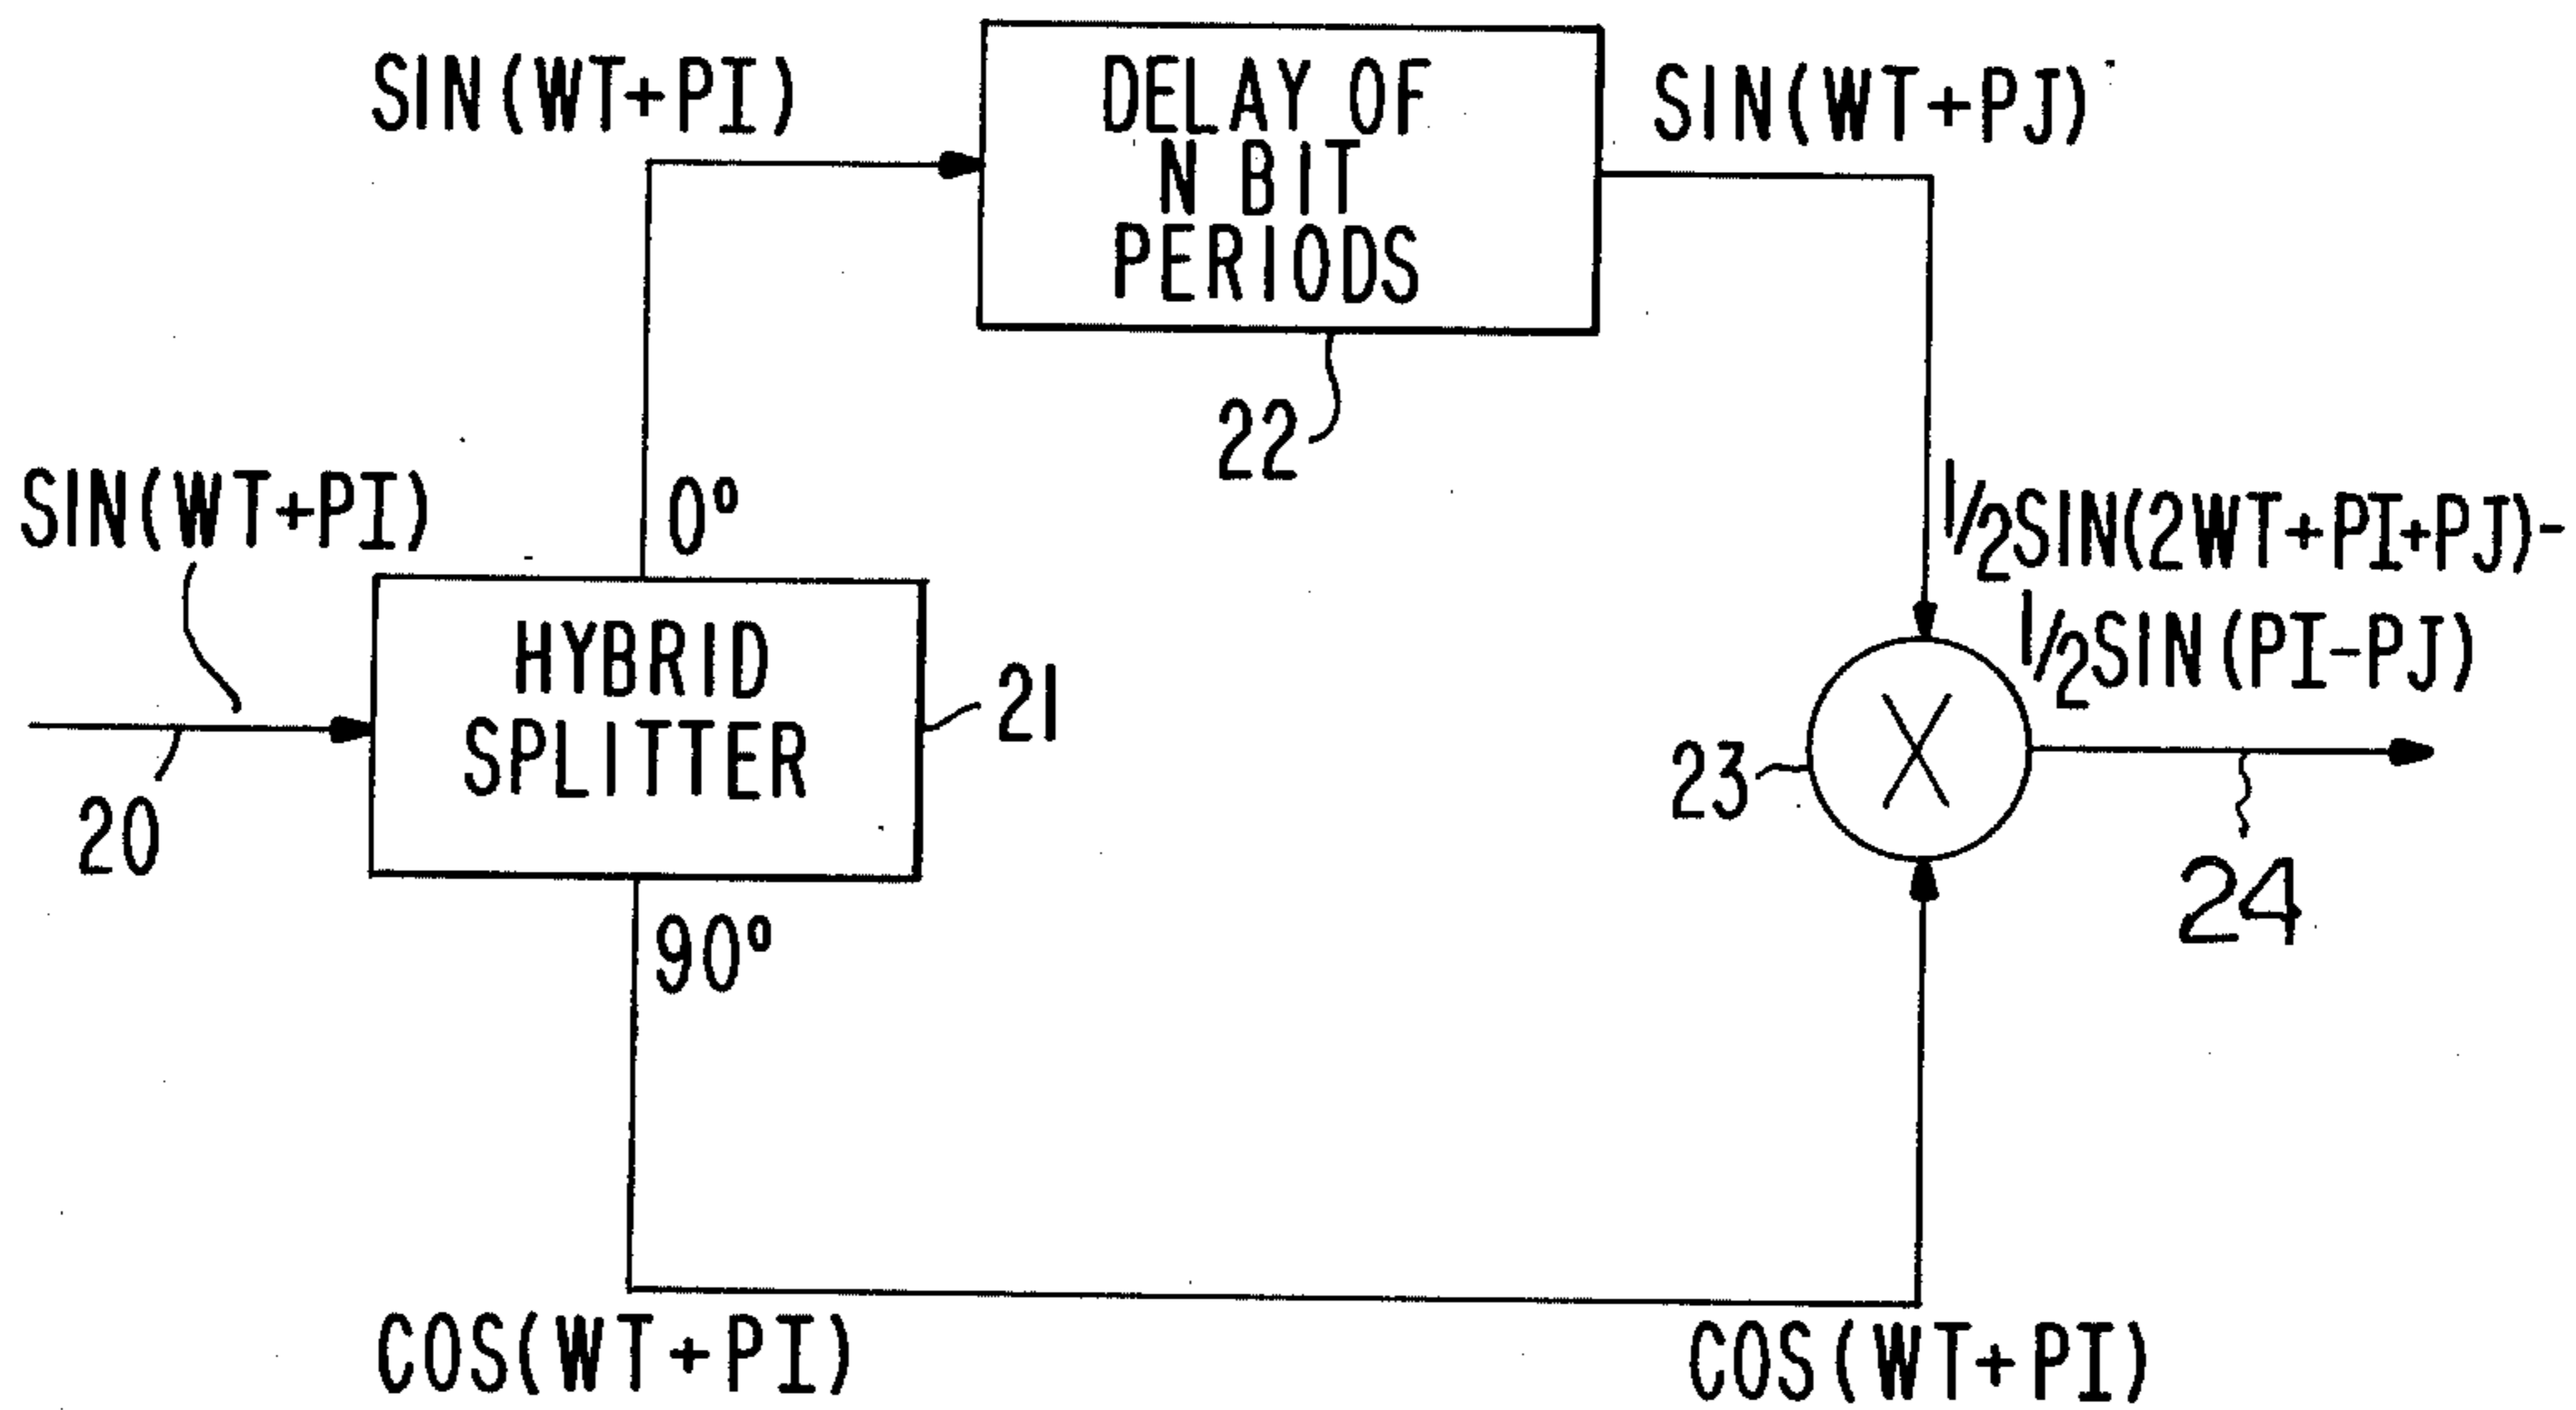 SIN(WT+PI)
DELAY OF
N BIT
PERIODS
SIN(WT+PJ)
22
SIN(WT+PI)
0°
1/2SIN(2WT+PI+PJ)-
1/2SIN(PI-PJ)
HYBRID
SPLITTER
21
20
23
24
90°
COS(WT+PI)
COS(WT+PI)